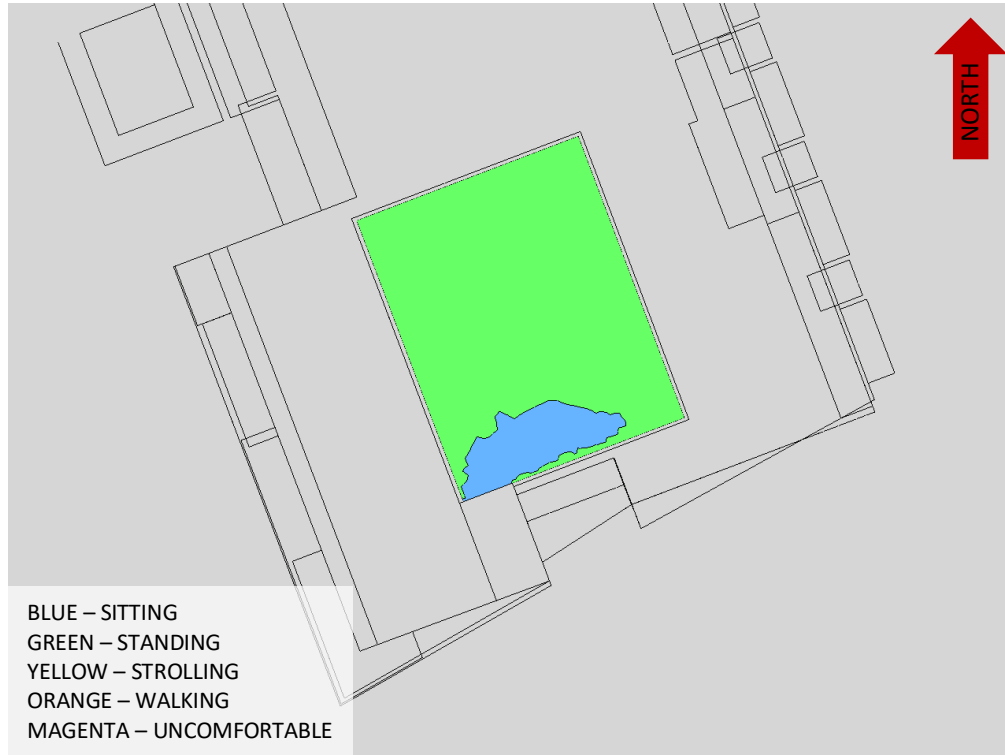 NORTH
BLUE – SITTING
GREEN – STANDING
YELLOW – STROLLING
ORANGE – WALKING
MAGENTA – UNCOMFORTABLE